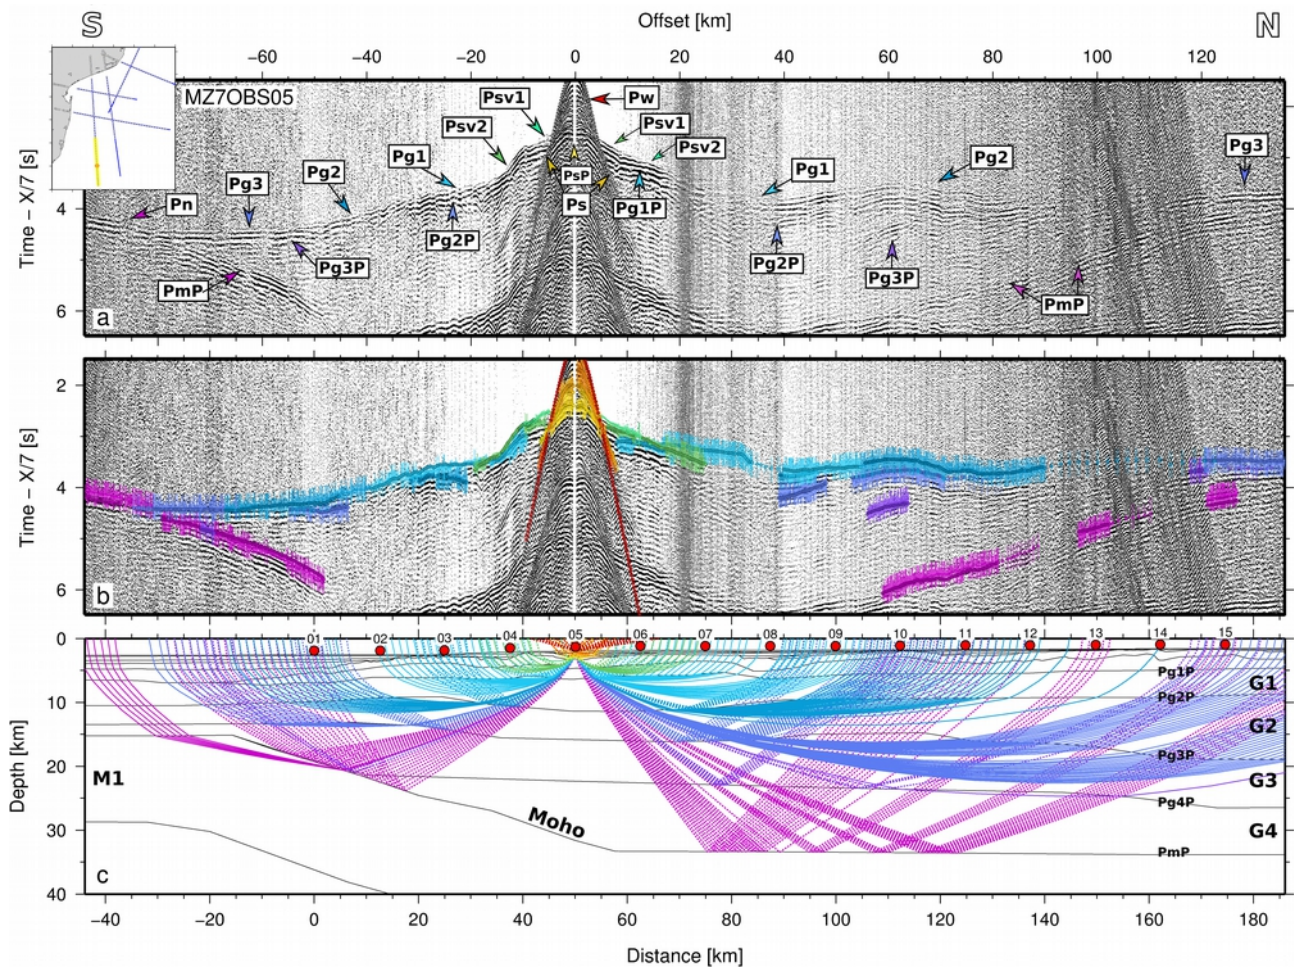 S
Offset [km]
N
−60 −40 −20 0 20 40 60 80 100 120
MZ7OBS05
Pw
Psv1
Psv1
Psv2
Psv2
Pg1
Pg1
Pg2
Pg2
Pg3
Pg3
PsP
Ps
Pg1P
Pn
Pg2P
Pg2P
Pg3P
Pg3P
PmP
PmP
Time − X/7 [s]
4
6
a
Time − X/7 [s]
2
4
6
b
01 02 03 04 05 06 07 08 09 10 11 12 13 14 15
Depth [km]
0
10
20
30
40
Pg1P
G1
Pg2P
G2
Pg3P
M1
G3
Pg4P
Moho
G4
PmP
c
−40 −20 0 20 40 60 80 100 120 140 160 180
Distance [km]